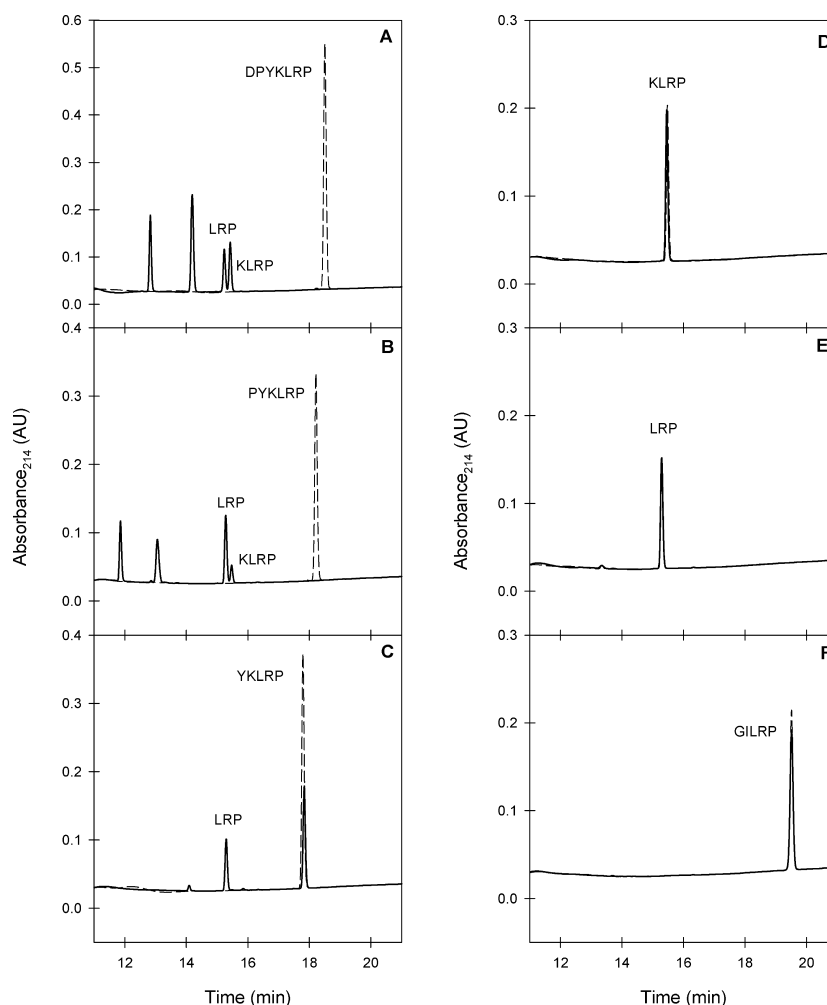 A
0.6
0.5
0.4
0.3
0.2
0.1
0.0
DPYKLRP
LRP
KLRP
B
0.4
0.3
0.2
0.1
0.0
PYKLRP
LRP
KLRP
Absorbance214 (AU)
C
0.4
0.3
0.2
0.1
0.0
YKLRP
LRP
12 14 16 18 20
Time (min)
D
0.3
0.2
0.1
0.0
KLRP
E
0.3
0.2
0.1
0.0
LRP
Absorbance214 (AU)
F
0.3
0.2
0.1
0.0
GILRP
12 14 16 18 20
Time (min)